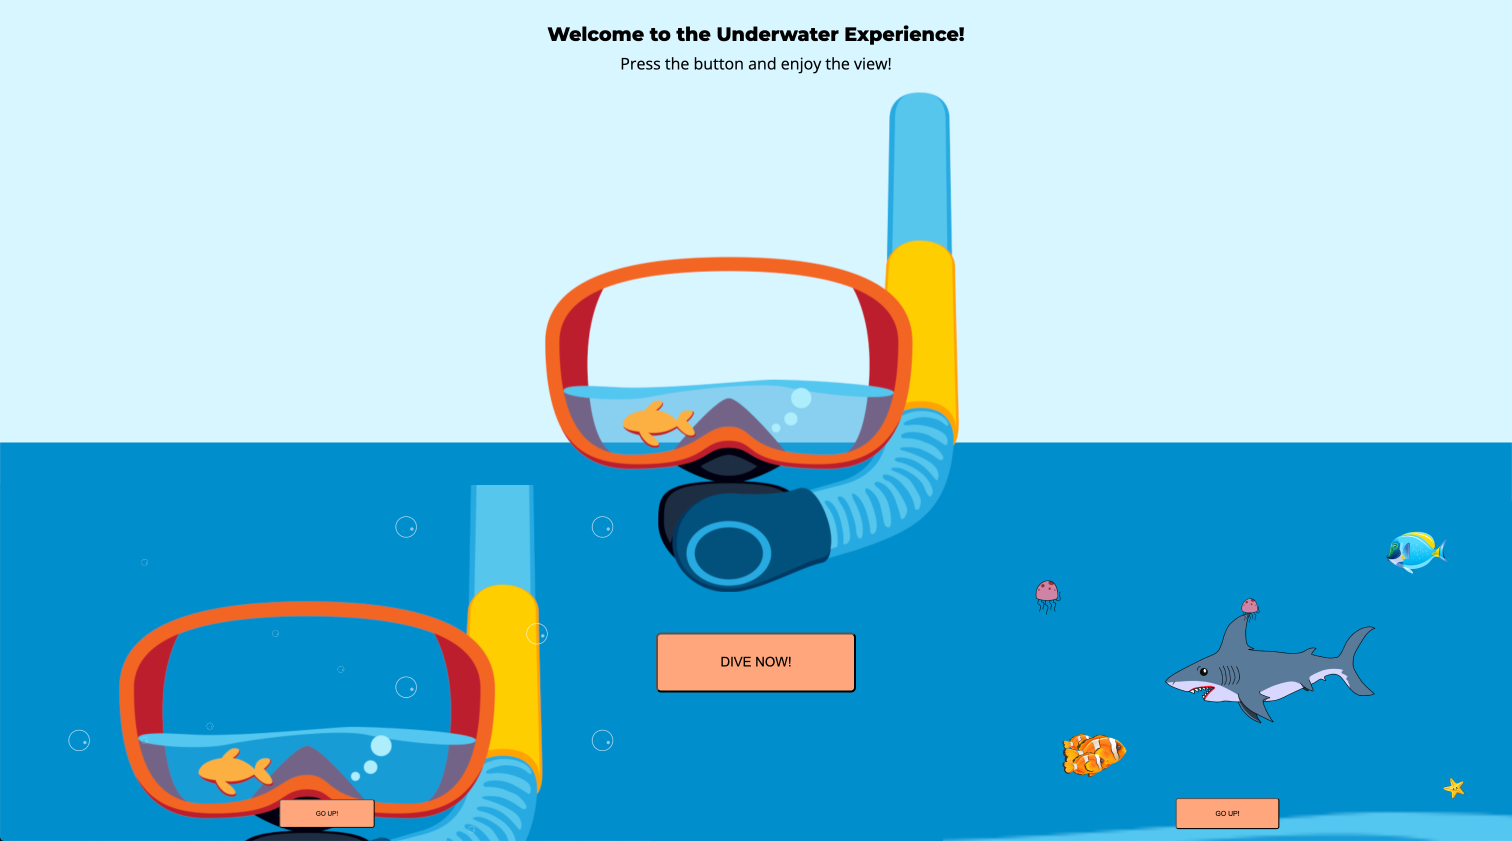 Welcome to the Underwater Experience!
Press the button and enjoy the view!
DIVE NOW!
GO UP!
GO UP!